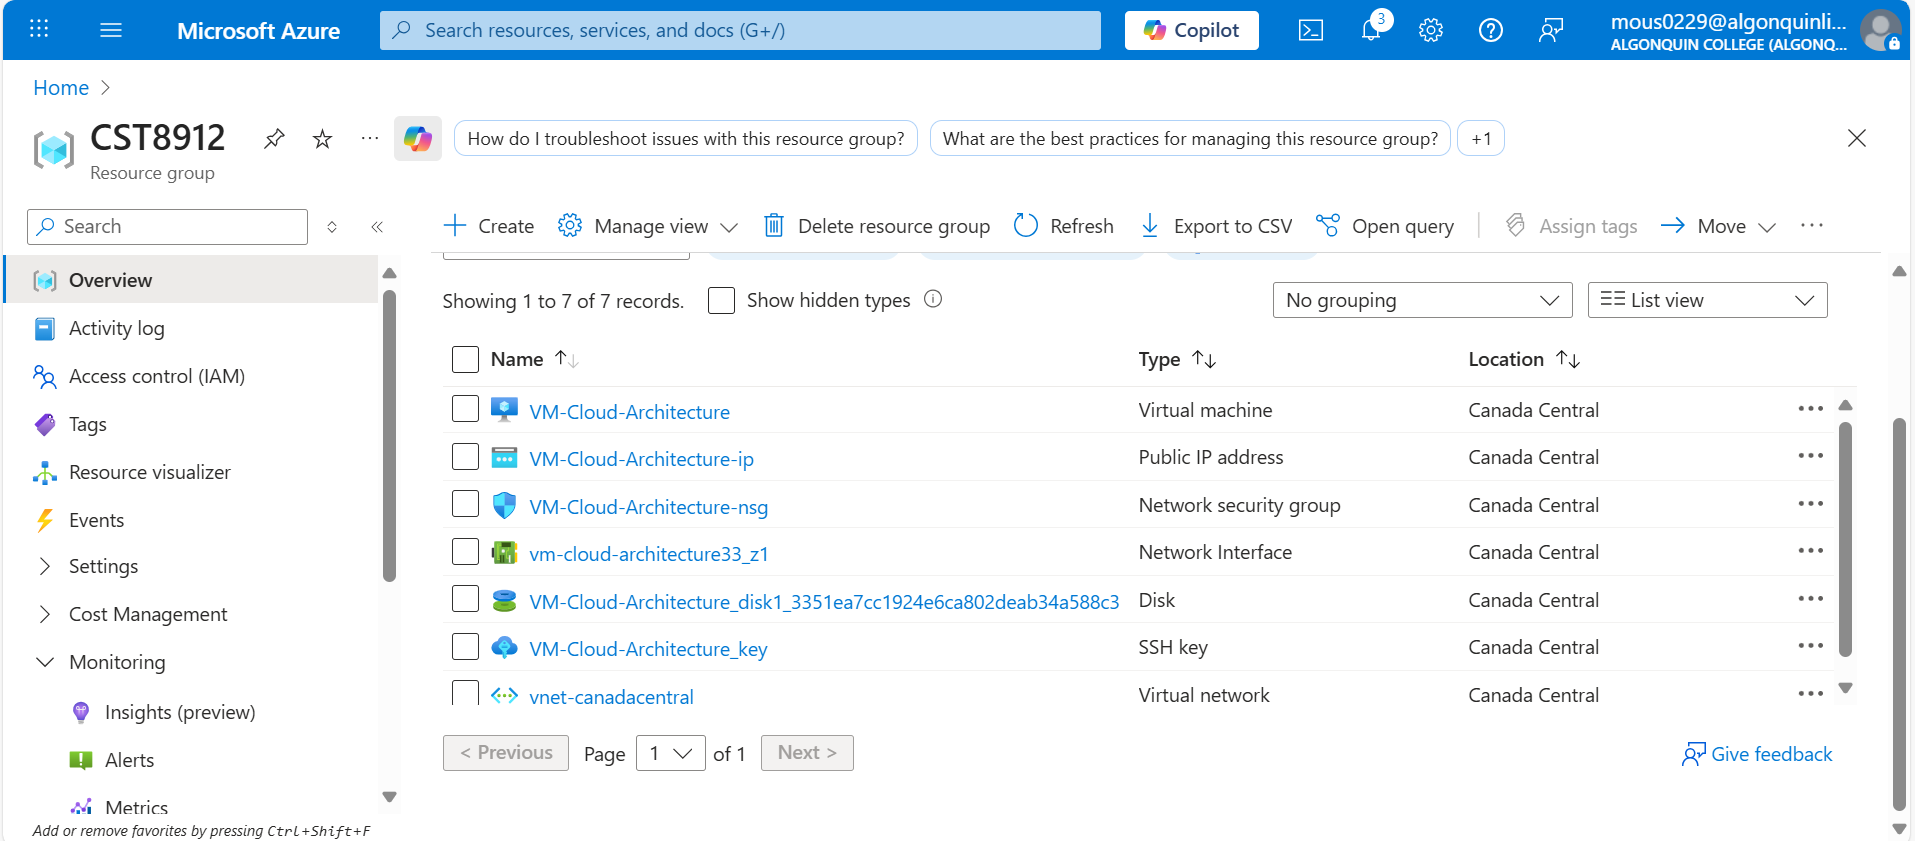 Microsoft Azure
Search resources, services, and docs (G+/)
Copilot
3
mous0229@algonquinli...
ALGONQUIN COLLEGE (ALGONQ...
Home
CST8912
Resource group
How do I troubleshoot issues with this resource group?
What are the best practices for managing this resource group?
+1
Search
Create
Manage view
Delete resource group
Refresh
Export to CSV
Open query
Assign tags
Move
Overview
Activity log
Access control (IAM)
Tags
Resource visualizer
Events
Settings
Cost Management
Monitoring
Insights (preview)
Alerts
Metrics
Add or remove favorites by pressing Ctrl+Shift+F
Showing 1 to 7 of 7 records.
Show hidden types
No grouping
List view
Name Type Location
VM-Cloud-Architecture Virtual machine Canada Central
VM-Cloud-Architecture-ip Public IP address Canada Central
VM-Cloud-Architecture-nsg Network security group Canada Central
vm-cloud-architecture33_z1 Network Interface Canada Central
VM-Cloud-Architecture_disk1_3351ea7cc1924e6ca802deab34a588c3 Disk Canada Central
VM-Cloud-Architecture_key SSH key Canada Central
vnet-canadacentral Virtual network Canada Central
< Previous Page 1 of 1 Next >
Give feedback